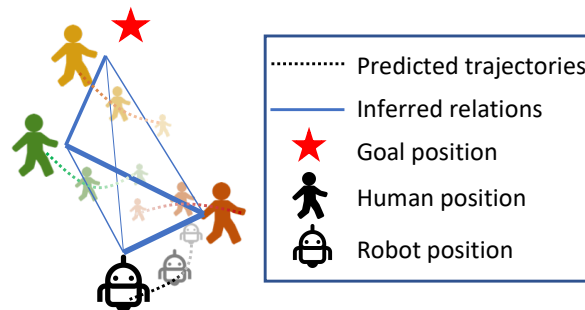 Predicted trajectories
Inferred relations
Goal position
Human position
Robot position